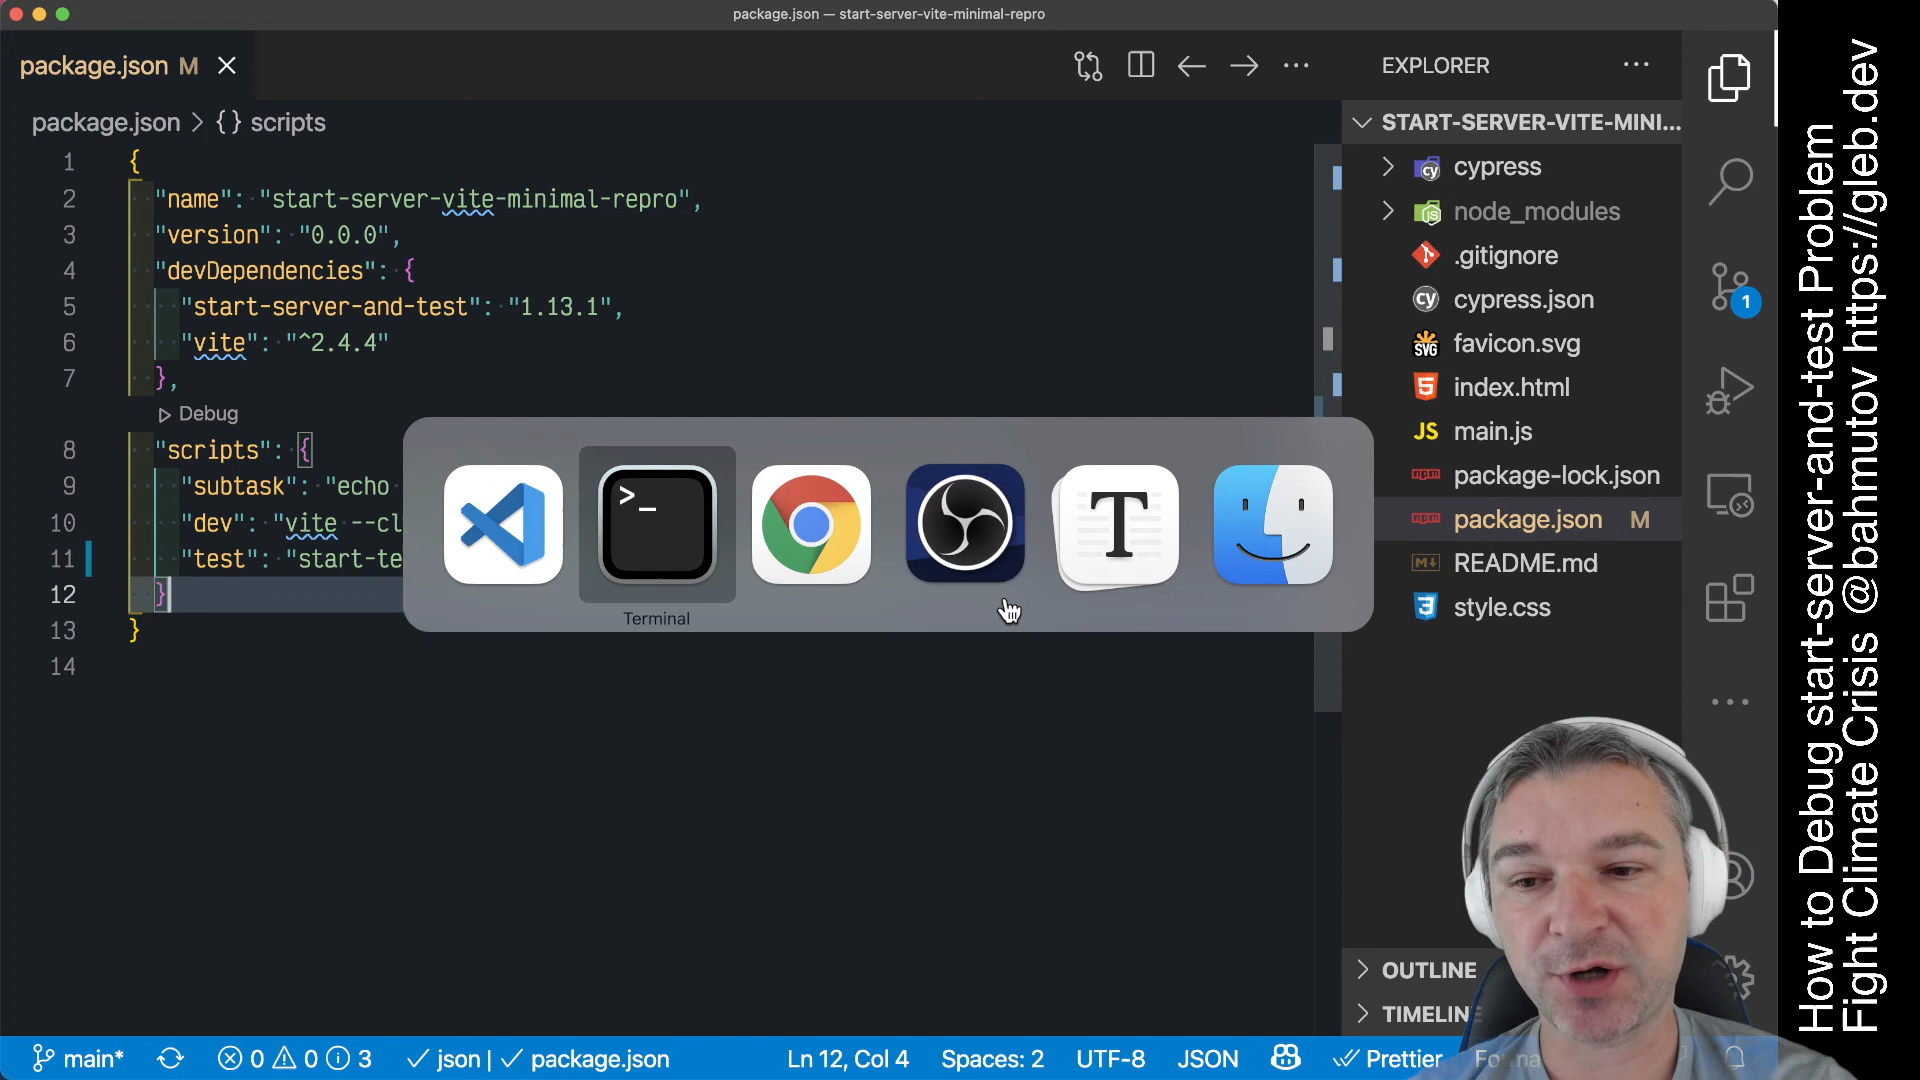 package.json — start-server-vite-minimal-repro
package.json M
package.json > {} scripts
1 {
2 "name": "start-server-vite-minimal-repro",
3 "version": "0.0.0",
4 "devDependencies": {
5 "start-server-and-test": "1.13.1",
6 "vite": "^2.4.4"
7 },
Debug
8 "scripts": {
9 "subtask": "echo
10 "dev": "vite --cl
11 "test": "start-te
12 }
13 }
14
>_
T
Terminal
EXPLORER
START-SERVER-VITE-MINI...
cypress
node_modules
.gitignore
cypress.json
favicon.svg
index.html
JS main.js
package-lock.json
package.json M
README.md
style.css
OUTLINE
TIMELIN
1
main*
0 0 3
json | package.json
Ln 12, Col 4
Spaces: 2
UTF-8
JSON
Prettier
How to Debug start-server-and-test Problem
Fight Climate Crisis @bahmutov https://gleb.dev